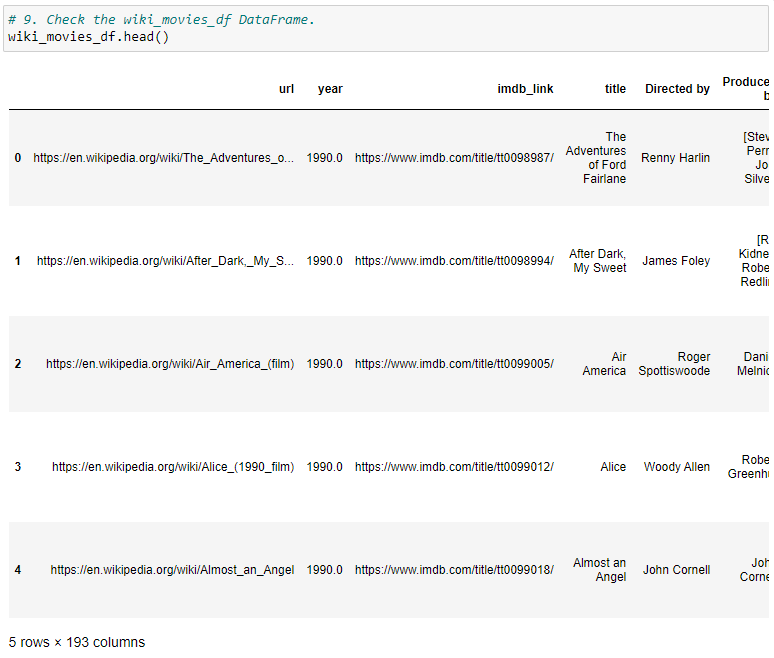 # 9. Check the wiki_movies_df DataFrame.
wiki_movies_df.head()
url year imdb_link title Directed by Produce
b
0 https://en.wikipedia.org/wiki/The_Adventures_o... 1990.0 https://www.imdb.com/title/tt0098987/ The Adventures of Ford Fairlane Renny Harlin [Stev Perr Jo Silve
1 https://en.wikipedia.org/wiki/After_Dark,_My_S... 1990.0 https://www.imdb.com/title/tt0098994/ After Dark, My Sweet James Foley [R Kidne Robe Redlin
2 https://en.wikipedia.org/wiki/Air_America_(film) 1990.0 https://www.imdb.com/title/tt0099005/ Air America Roger Spottiswoode Dani Melnic
3 https://en.wikipedia.org/wiki/Alice_(1990_film) 1990.0 https://www.imdb.com/title/tt0099012/ Alice Woody Allen Robe Greenhu
4 https://en.wikipedia.org/wiki/Almost_an_Angel 1990.0 https://www.imdb.com/title/tt0099018/ Almost an Angel John Cornell Joh Corne
5 rows × 193 columns